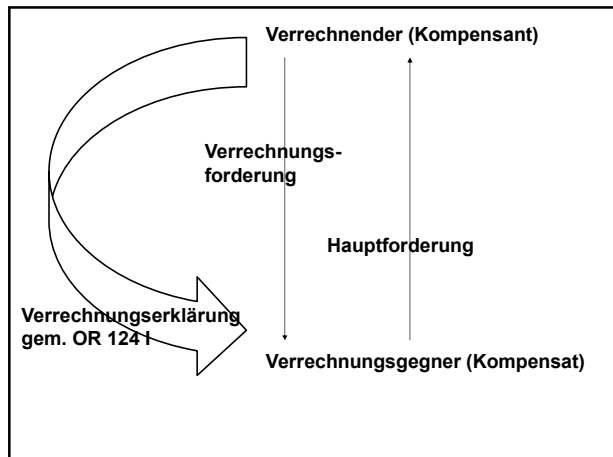 Verrechnender (Kompensant)
Verrechnungs-
forderung
Hauptforderung
Verrechnungserklärung
gem. OR 124 I
Verrechnungsgegner (Kompensat)